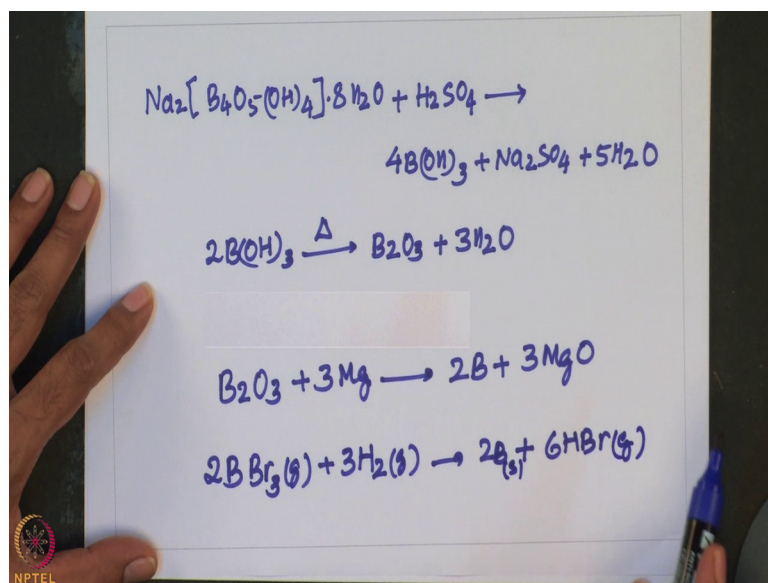 Na₂[B₄O₅(OH)₄]·8H₂O + H₂SO₄ ⟶
4B(OH)₃ + Na₂SO₄ + 5H₂O
2B(OH)₃ —Δ→ B₂O₃ + 3H₂O
B₂O₃ + 3Mg ⟶ 2B + 3MgO
2BBr₃(g) + 3H₂(g) ⟶ 2B(s) + 6HBr(g)
NPTEL